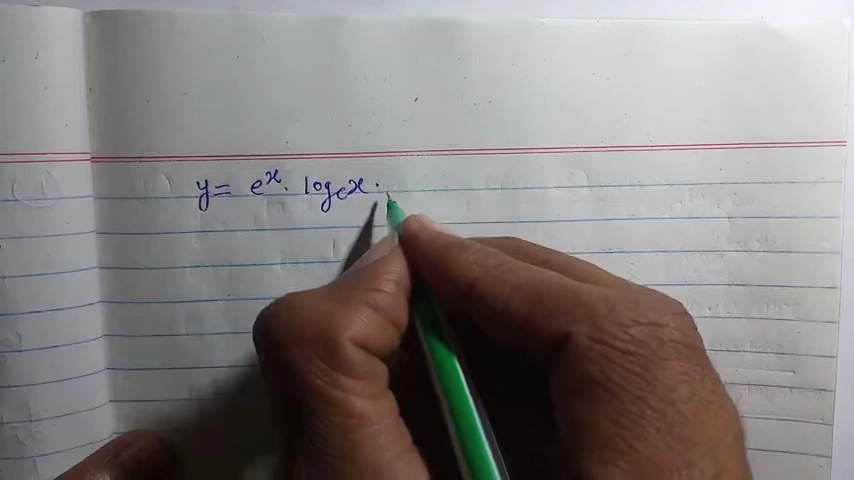 y = e^x · log_e x ·